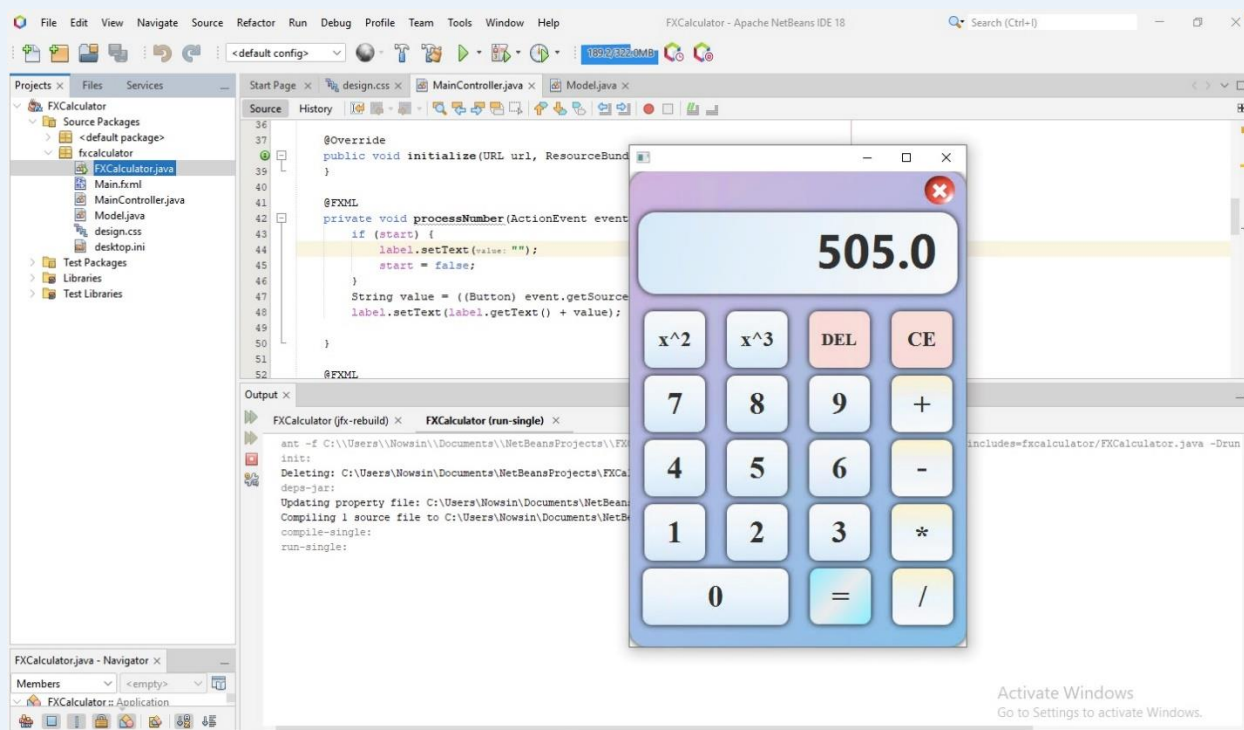 File Edit View Navigate Source Refactor Run Debug Profile Team Tools Window Help
FXCalculator - Apache NetBeans IDE 18
Search (Ctrl+I)
<default config>
Projects
Files
Services
Start Page
design.css
MainController.java
Model.java
Source
History
FXCalculator
Source Packages
<default package>
fxcalculator
FXCalculator.java
Main.fxml
MainController.java
Model.java
design.css
desktop.ini
Test Packages
Libraries
Test Libraries
36
37 @Override
public void initialize(URL url, ResourceBund
39 }
40
41 @FXML
42 private void processNumber(ActionEvent event
43 if (start) {
44 label.setText(value: "");
45 start = false;
46 }
47 String value = ((Button) event.getSource
48 label.setText(label.getText() + value);
49
50 }
51
52 @FXML
505.0
x^2 x^3 DEL CE
7 8 9 +
4 5 6 -
1 2 3 *
0 = /
Output
FXCalculator (jfx-rebuild)
FXCalculator (run-single)
ant -f C:\\Users\\Nowsin\\Documents\\NetBeansProjects\\FX
includes=fxcalculator/FXCalculator.java -Drun
init:
Deleting: C:\Users\Nowsin\Documents\NetBeansProjects\FXCal
deps-jar:
Updating property file: C:\Users\Nowsin\Documents\NetBeans
Compiling 1 source file to C:\Users\Nowsin\Documents\NetBe
compile-single:
run-single:
FXCalculator.java - Navigator
Members
<empty>
FXCalculator :: Application
Activate Windows
Go to Settings to activate Windows.